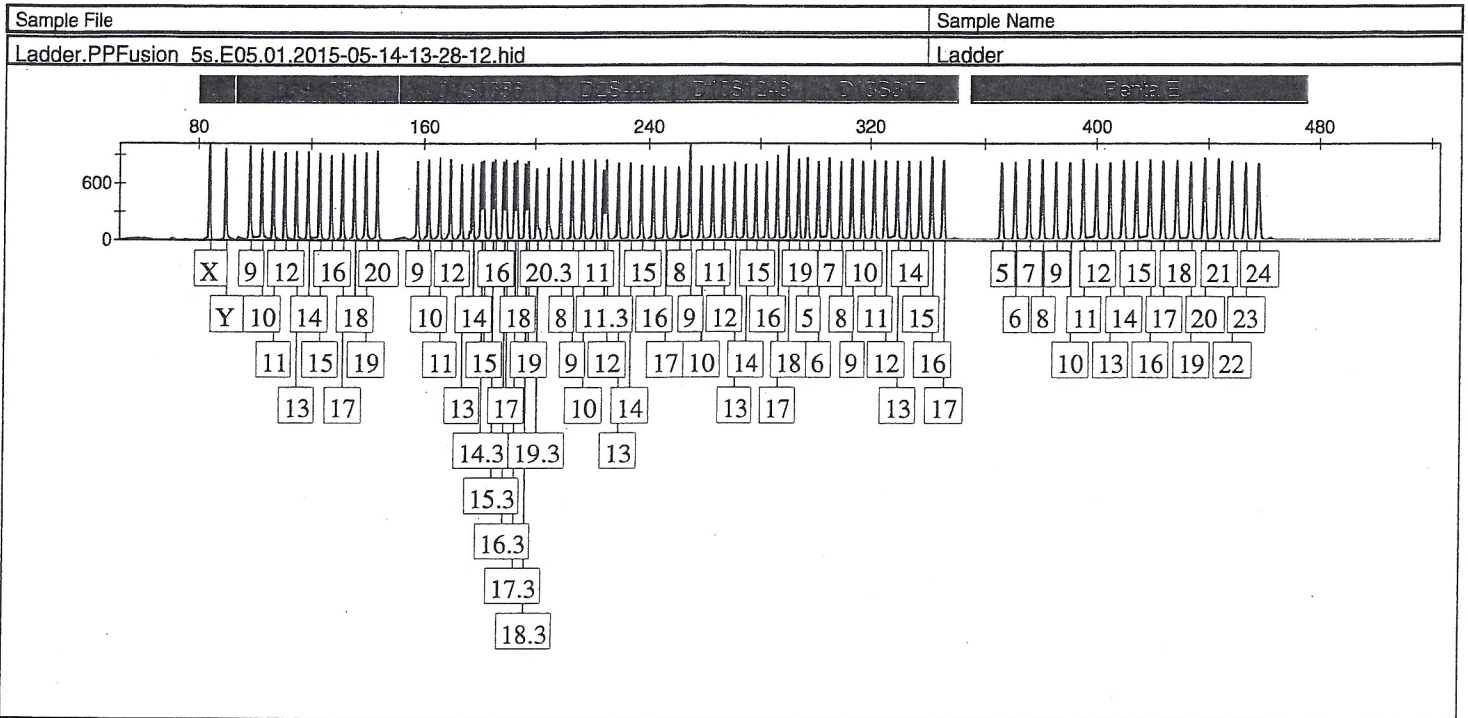 Sample File Sample Name
Ladder.PPFusion_5s.E05.01.2015-05-14-13-28-12.hid Ladder
Penta E
80 160 240 320 400 480
600
0
X 9 12 16 20 9 12 16 20.3 11 15 8 11 15 19 7 10 14 5 7 9 12 15 18 21 24
Y 10 14 18 10 14 18 8 11.3 16 9 12 16 5 8 11 15 6 8 11 14 17 20 23
11 15 19 11 15 19 9 12 17 10 14 18 6 9 12 16 10 13 16 19 22
13 17 13 17 10 14 13 17 13 17
14.3 19.3 13
15.3
16.3
17.3
18.3